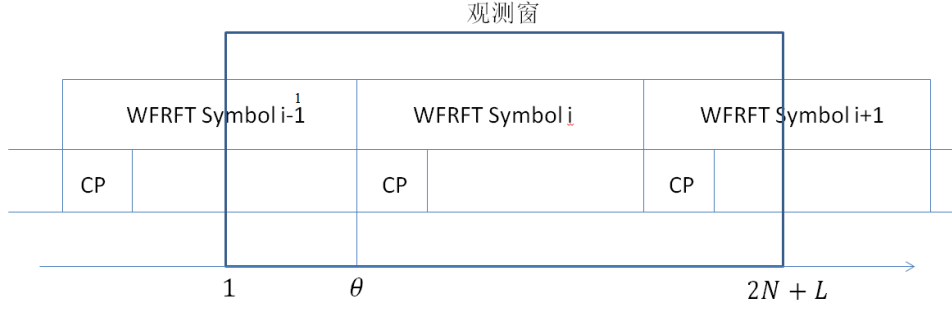 观测窗
1
WFRFT Symbol i-1 WFRFT Symbol i WFRFT Symbol i+1
CP CP CP
1 θ 2N + L